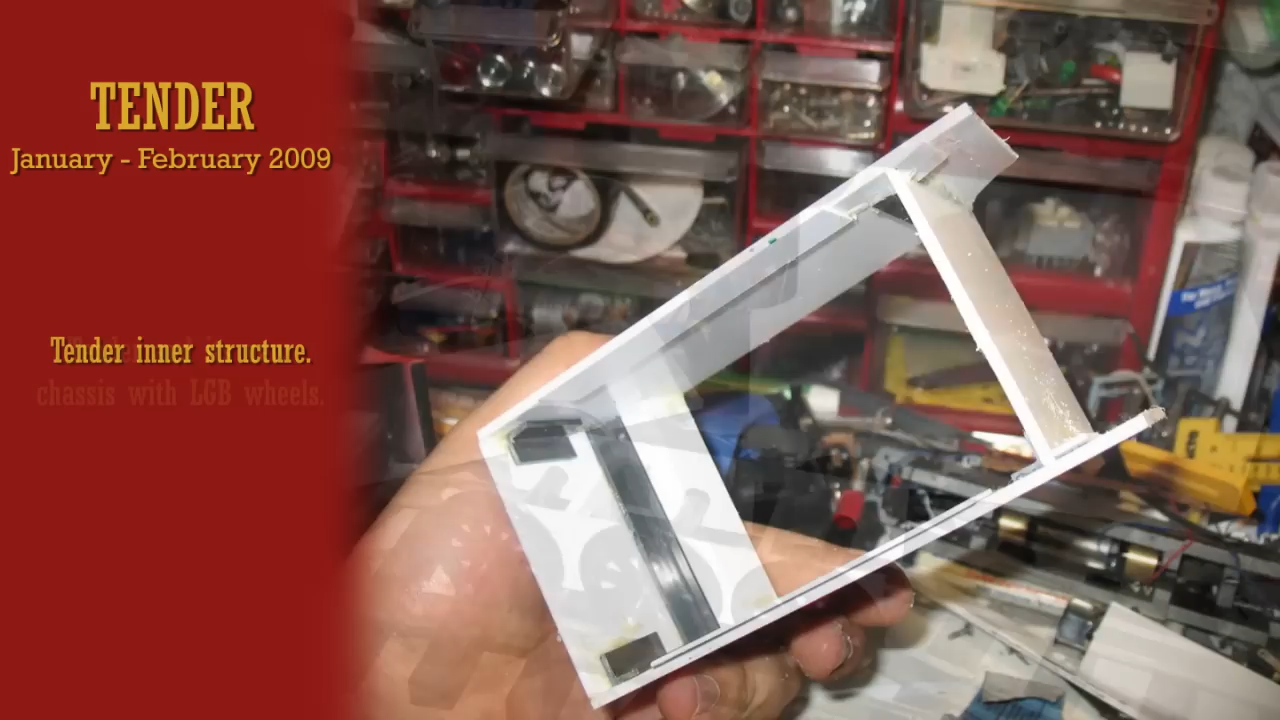 TENDER
January - February 2009
Tender inner structure.
chassis with LGB wheels.